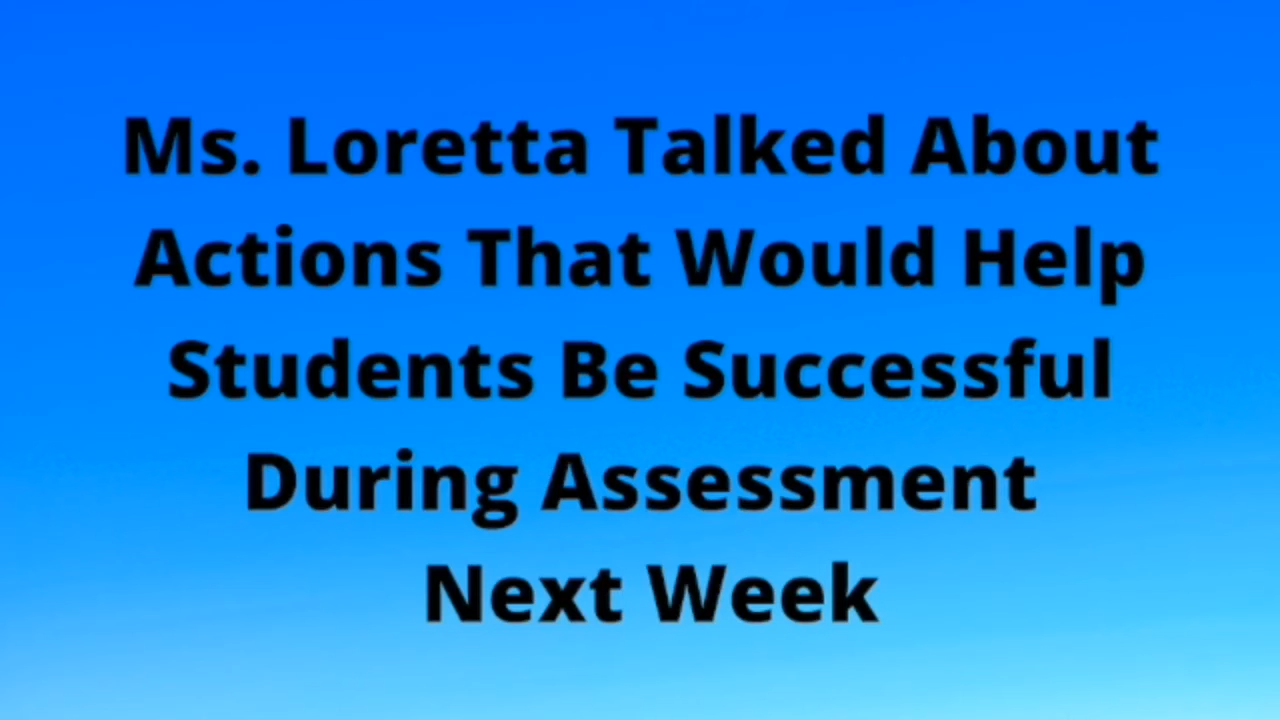 Ms. Loretta Talked About
Actions That Would Help
Students Be Successful
During Assessment
Next Week